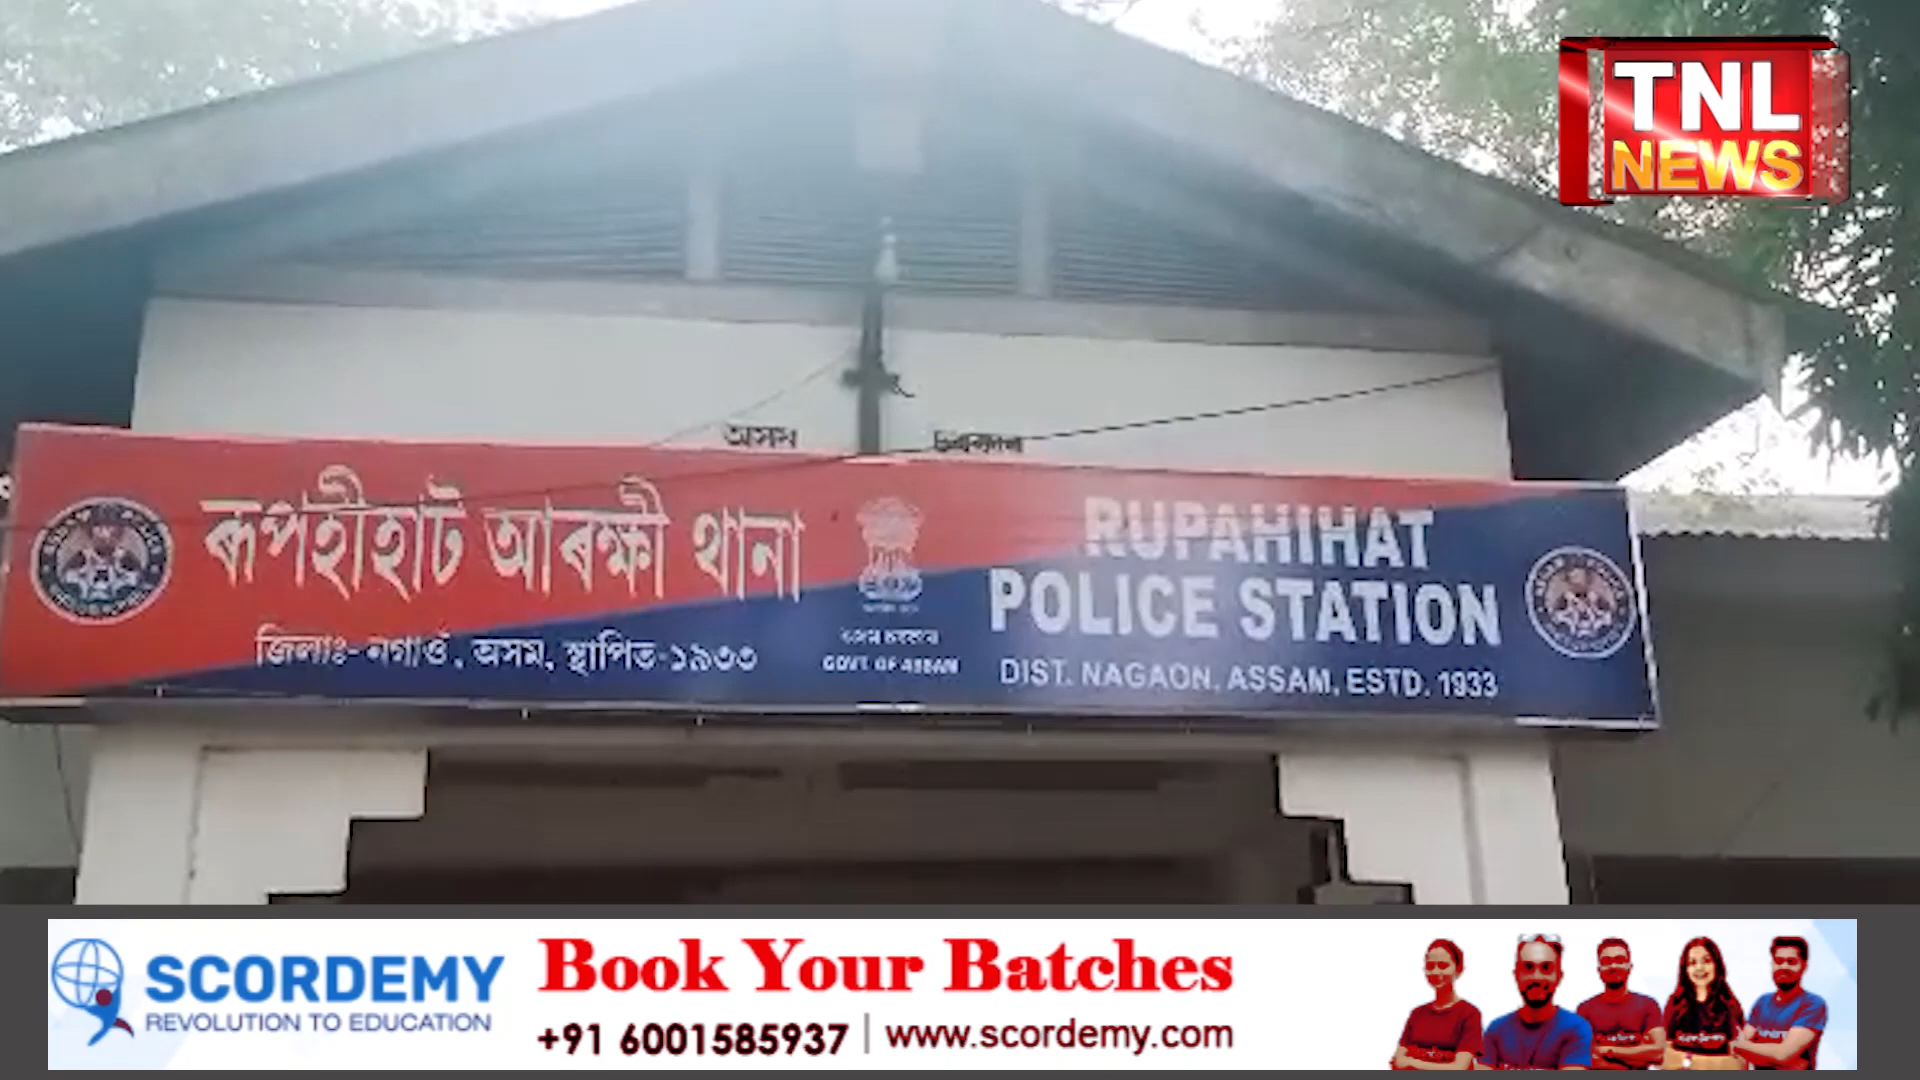 TNL
NEWS
অসম
ৰূপহীহাট আৰক্ষী থানা
জিলাঃ- নগাওঁ, অসম, স্থাপিত-১৯৩৩
অসম চৰকাৰ
GOVT. OF ASSAM
RUPAHIHAT
POLICE STATION
DIST. NAGAON, ASSAM, ESTD. 1933
SCORDEMY
REVOLUTION TO EDUCATION
Book Your Batches
+91 6001585937 | www.scordemy.com